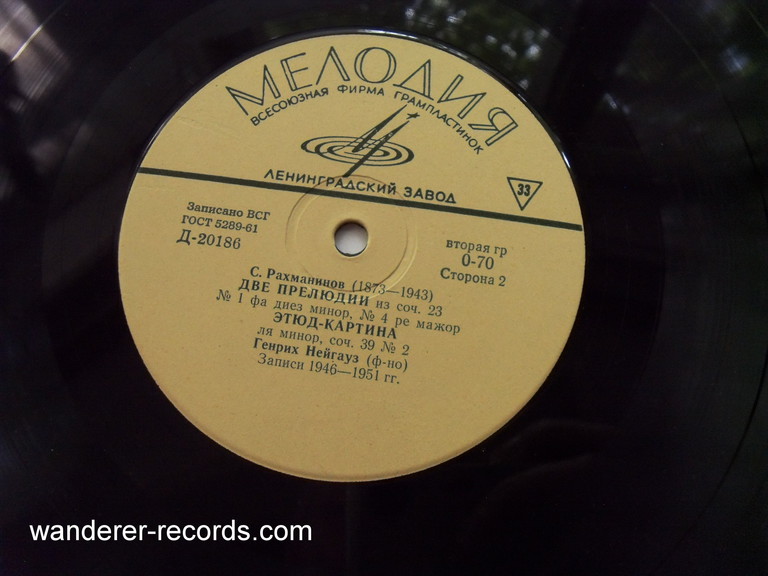 МЕЛОДИЯ
ВСЕСОЮЗНАЯ ФИРМА ГРАМПЛАСТИНОК
ЛЕНИНГРАДСКИЙ ЗАВОД
33
Записано ВСГ
ГОСТ 5289-61
Д-20186
вторая гр
0-70
Сторона 2
С. Рахманинов (1873—1943)
ДВЕ ПРЕЛЮДИИ из соч. 23
№ 1 фа диез минор, № 4 ре мажор
ЭТЮД-КАРТИНА
ля минор, соч. 39 № 2
Генрих Нейгауз (ф-но)
Записи 1946—1951 гг.
wanderer-records.com